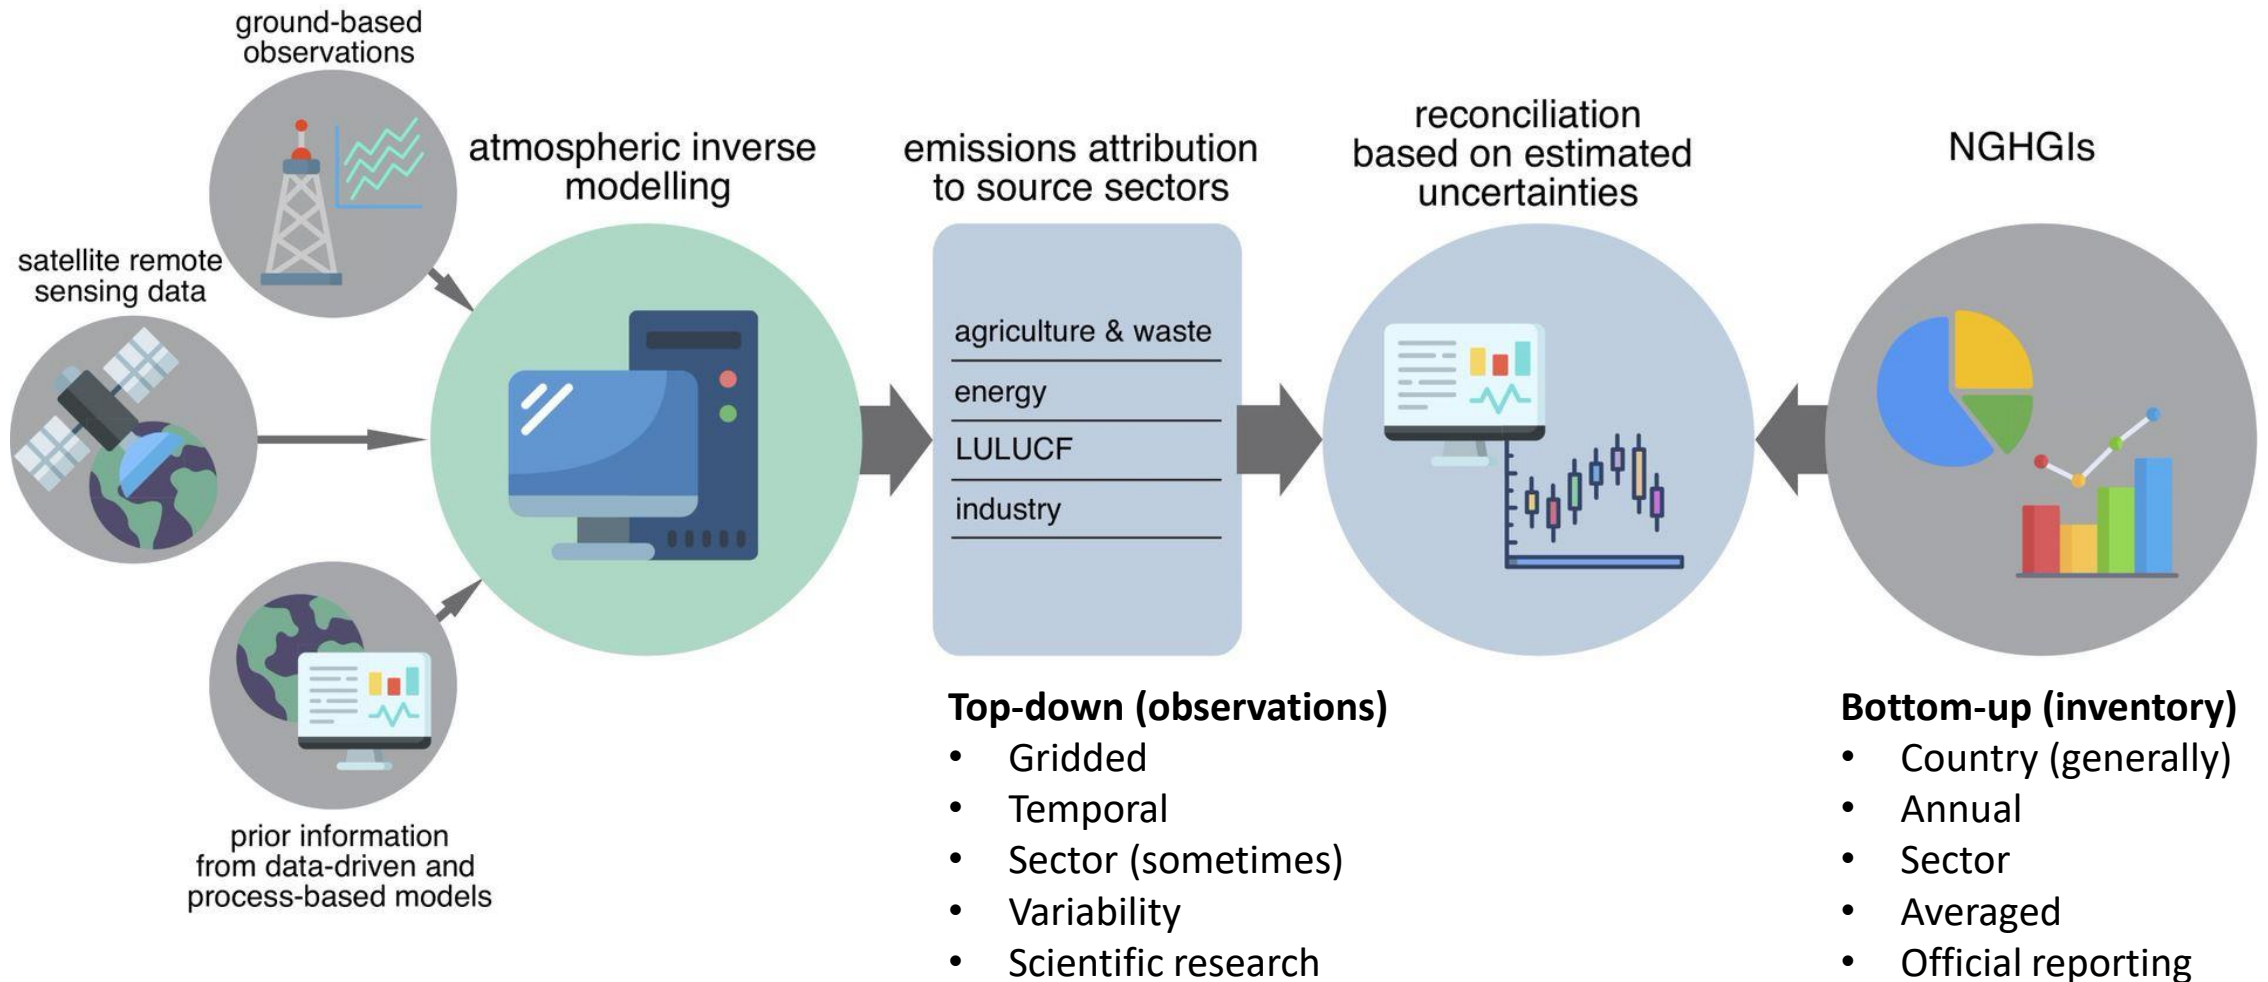 ground-based
observations
satellite remote
sensing data
prior information
from data-driven and
process-based models
atmospheric inverse
modelling
emissions attribution
to source sectors
agriculture & waste
energy
LULUCF
industry
reconciliation
based on estimated
uncertainties
NGHGIs
Top-down (observations)
• Gridded
• Temporal
• Sector (sometimes)
• Variability
• Scientific research
Bottom-up (inventory)
• Country (generally)
• Annual
• Sector
• Averaged
• Official reporting